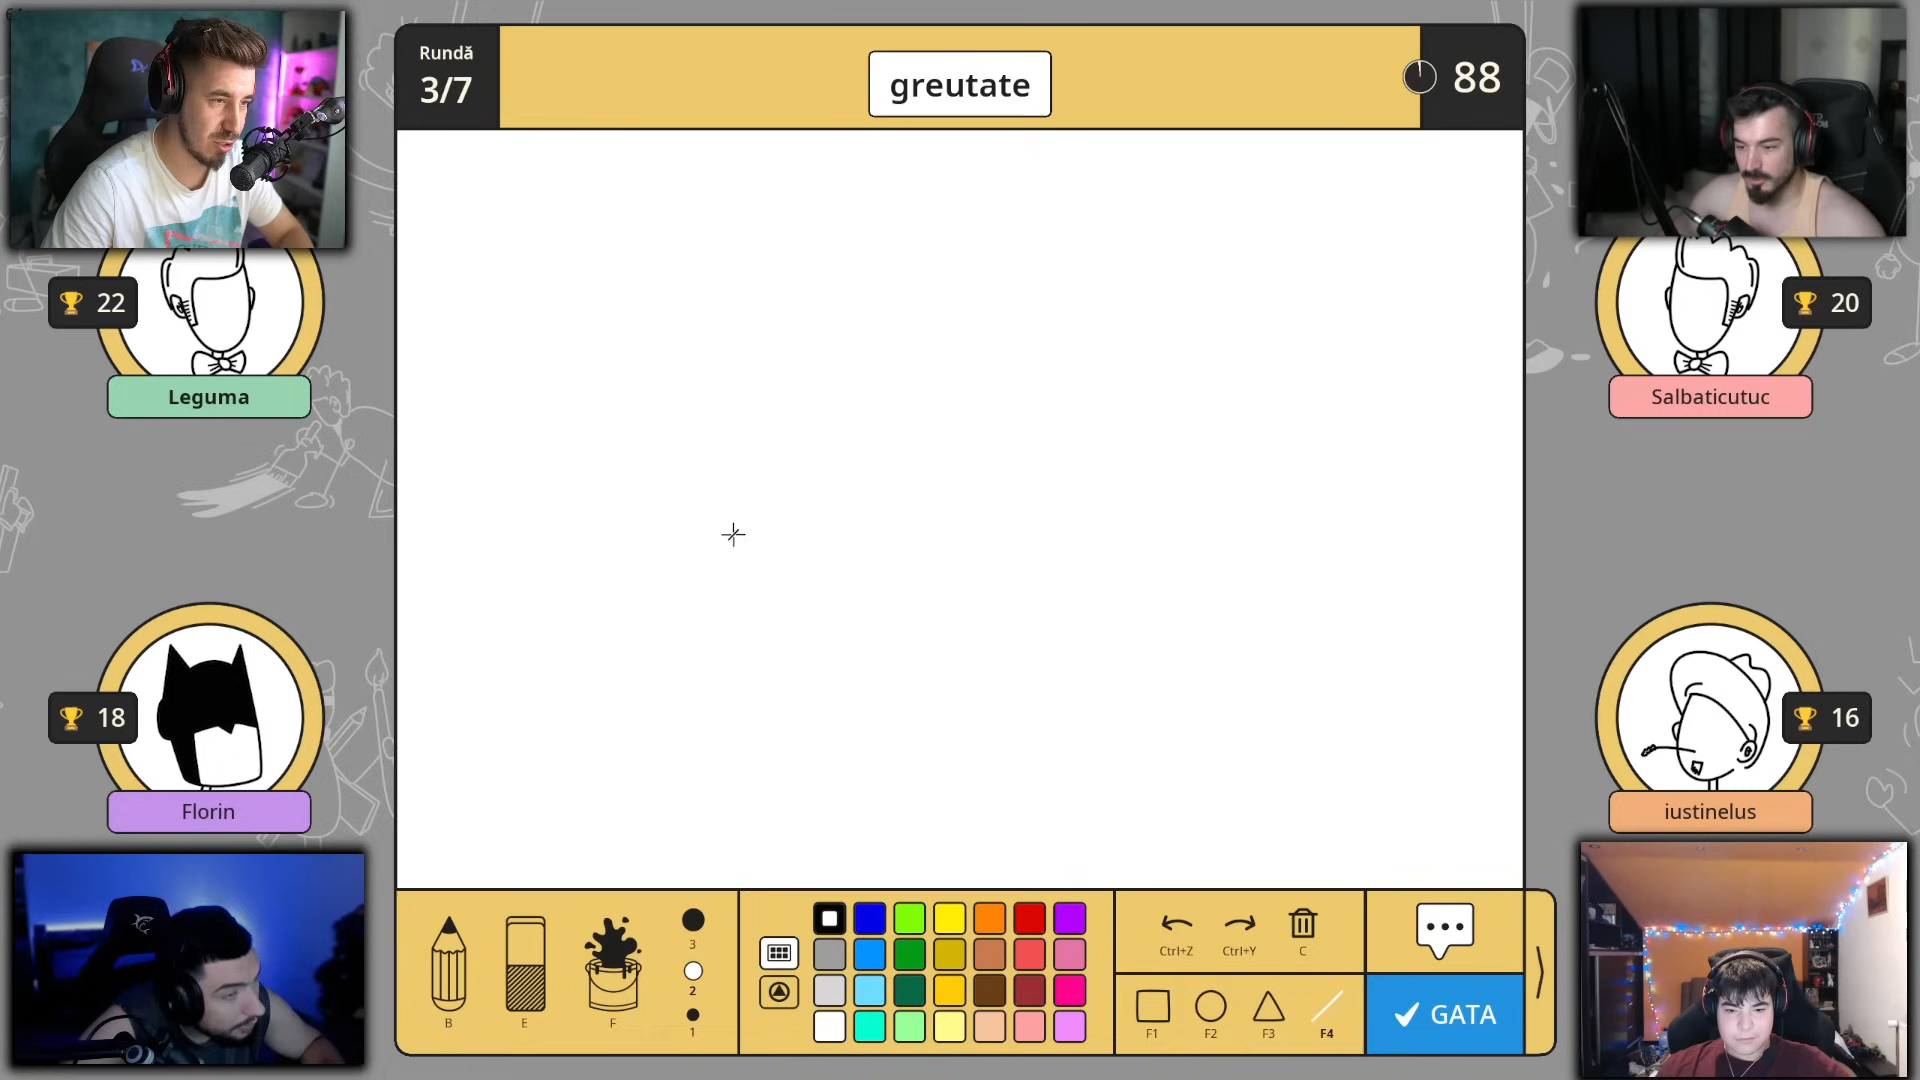 Rundă
3/7
greutate
88
22
20
Leguma
Salbaticutuc
18
16
Florin
iustinelus
3
2
1
B
E
F
Ctrl+Z
Ctrl+Y
C
F1
F2
F3
F4
GATA